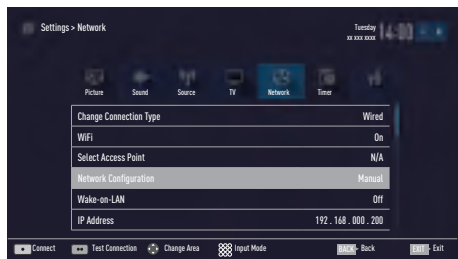 Settings > Network
Tuesday
xx xxx xxxx
14:00
Picture Sound Source TV Network Timer
Change Connection Type Wired
WiFi On
Select Access Point N/A
Network Configuration Manual
Wake-on-LAN Off
IP Address 192 . 168 . 000 . 200
Connect Test Connection Change Area Input Mode BACK - Back EXIT - Exit